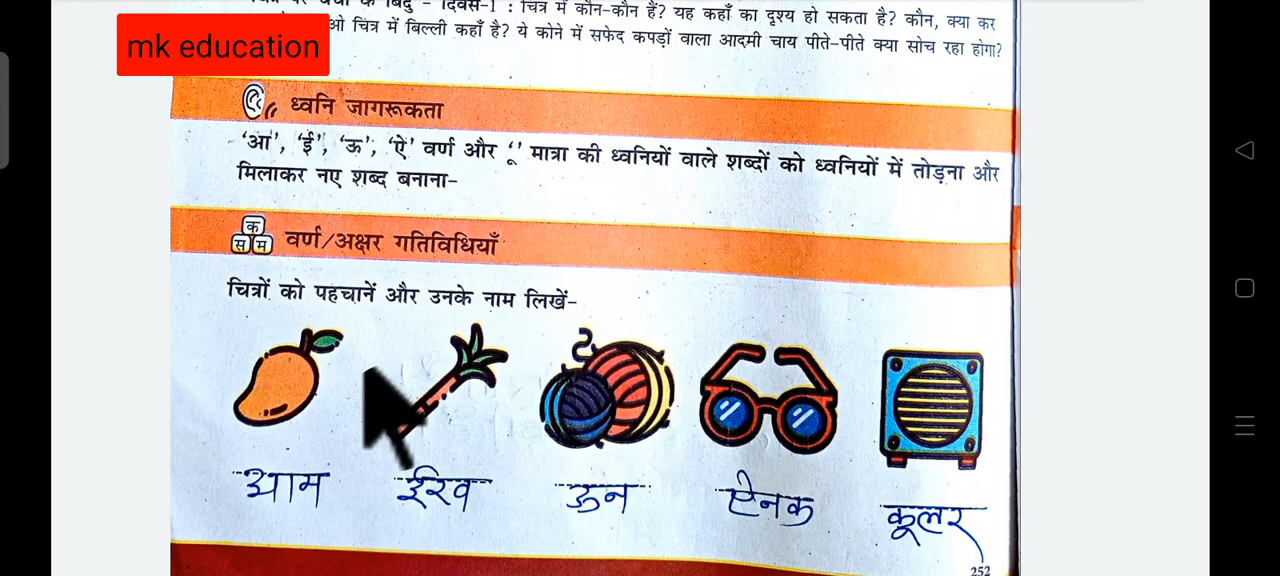 बिंदु - दिवस-1 : चित्र में कौन-कौन हैं? यह कहाँ का दृश्य हो सकता है? कौन, क्या कर
mk education
ओ चित्र में बिल्ली कहाँ है? ये कोने में सफेद कपड़ों वाला आदमी चाय पीते-पीते क्या सोच रहा होगा?
ध्वनि जागरूकता
'आ', 'ई', 'ऊ', 'ऐ' वर्ण और 'ू' मात्रा की ध्वनियों वाले शब्दों को ध्वनियों में तोड़ना और
मिलाकर नए शब्द बनाना-
क
स म
वर्ण/अक्षर गतिविधियाँ
चित्रों को पहचानें और उनके नाम लिखें-
आम ईख ऊन ऐनक कूलर
252